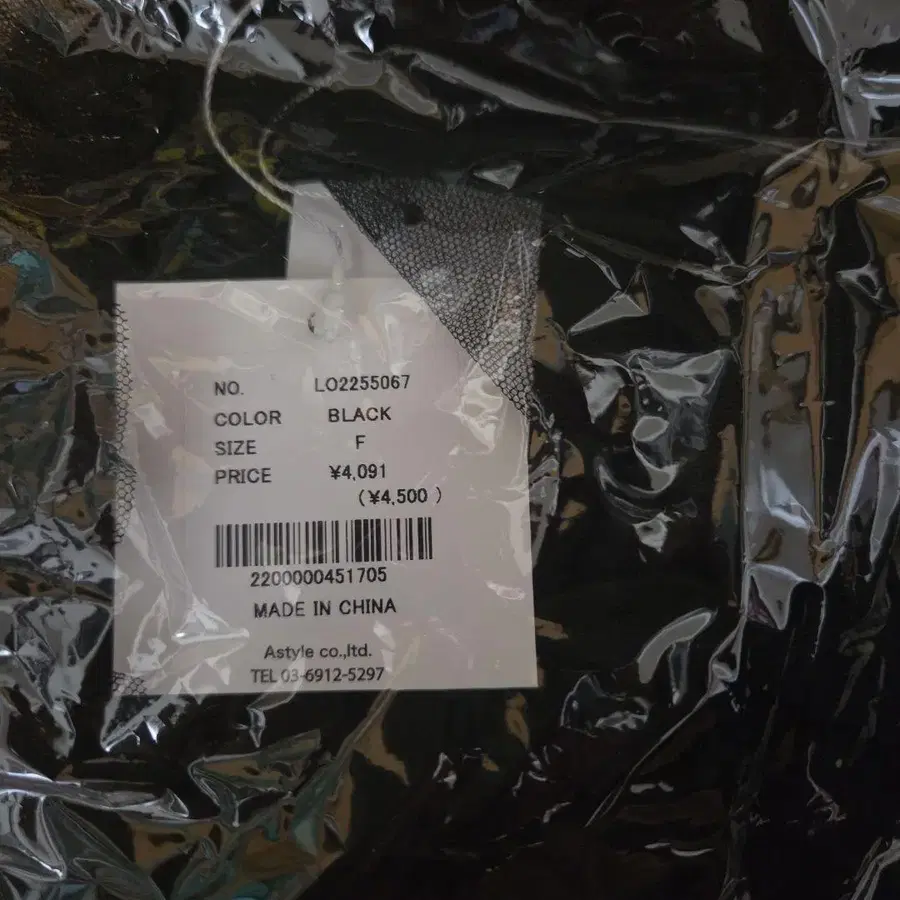 NO. LO2255067
COLOR BLACK
SIZE F
PRICE ¥4,091
(¥4,500 )
2200000451705
MADE IN CHINA
Astyle co.,ltd.
TEL 03-6912-5297